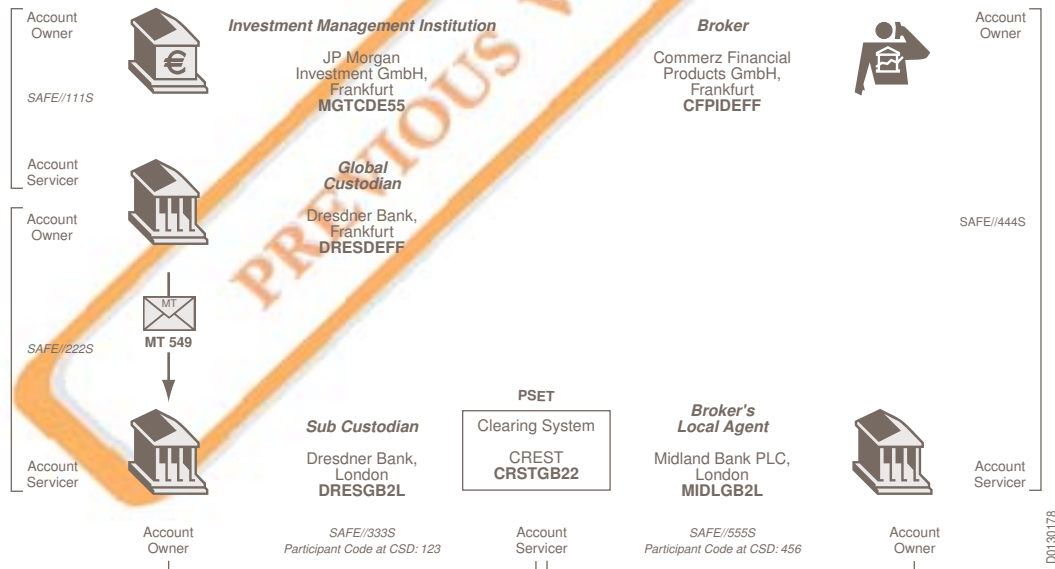 Account
Owner
Investment Management Institution
Broker
Account
Owner
€
JP Morgan
Investment GmbH,
Frankfurt
MGTCDE55
Commerz Financial
Products GmbH,
Frankfurt
CFPIDEFF
SAFE//111S
Account
Servicer
Global
Custodian
Account
Owner
Dresdner Bank,
Frankfurt
DRESDEFF
SAFE//444S
PREVIOUS V
MT
MT 549
SAFE//222S
PSET
Sub Custodian
Clearing System
Broker's
Local Agent
Account
Servicer
Dresdner Bank,
London
DRESGB2L
CREST
CRSTGB22
Midland Bank PLC,
London
MIDLGB2L
Account
Servicer
Account
Owner
SAFE//333S
Participant Code at CSD: 123
Account
Servicer
SAFE//555S
Participant Code at CSD: 456
Account
Owner
D0130178